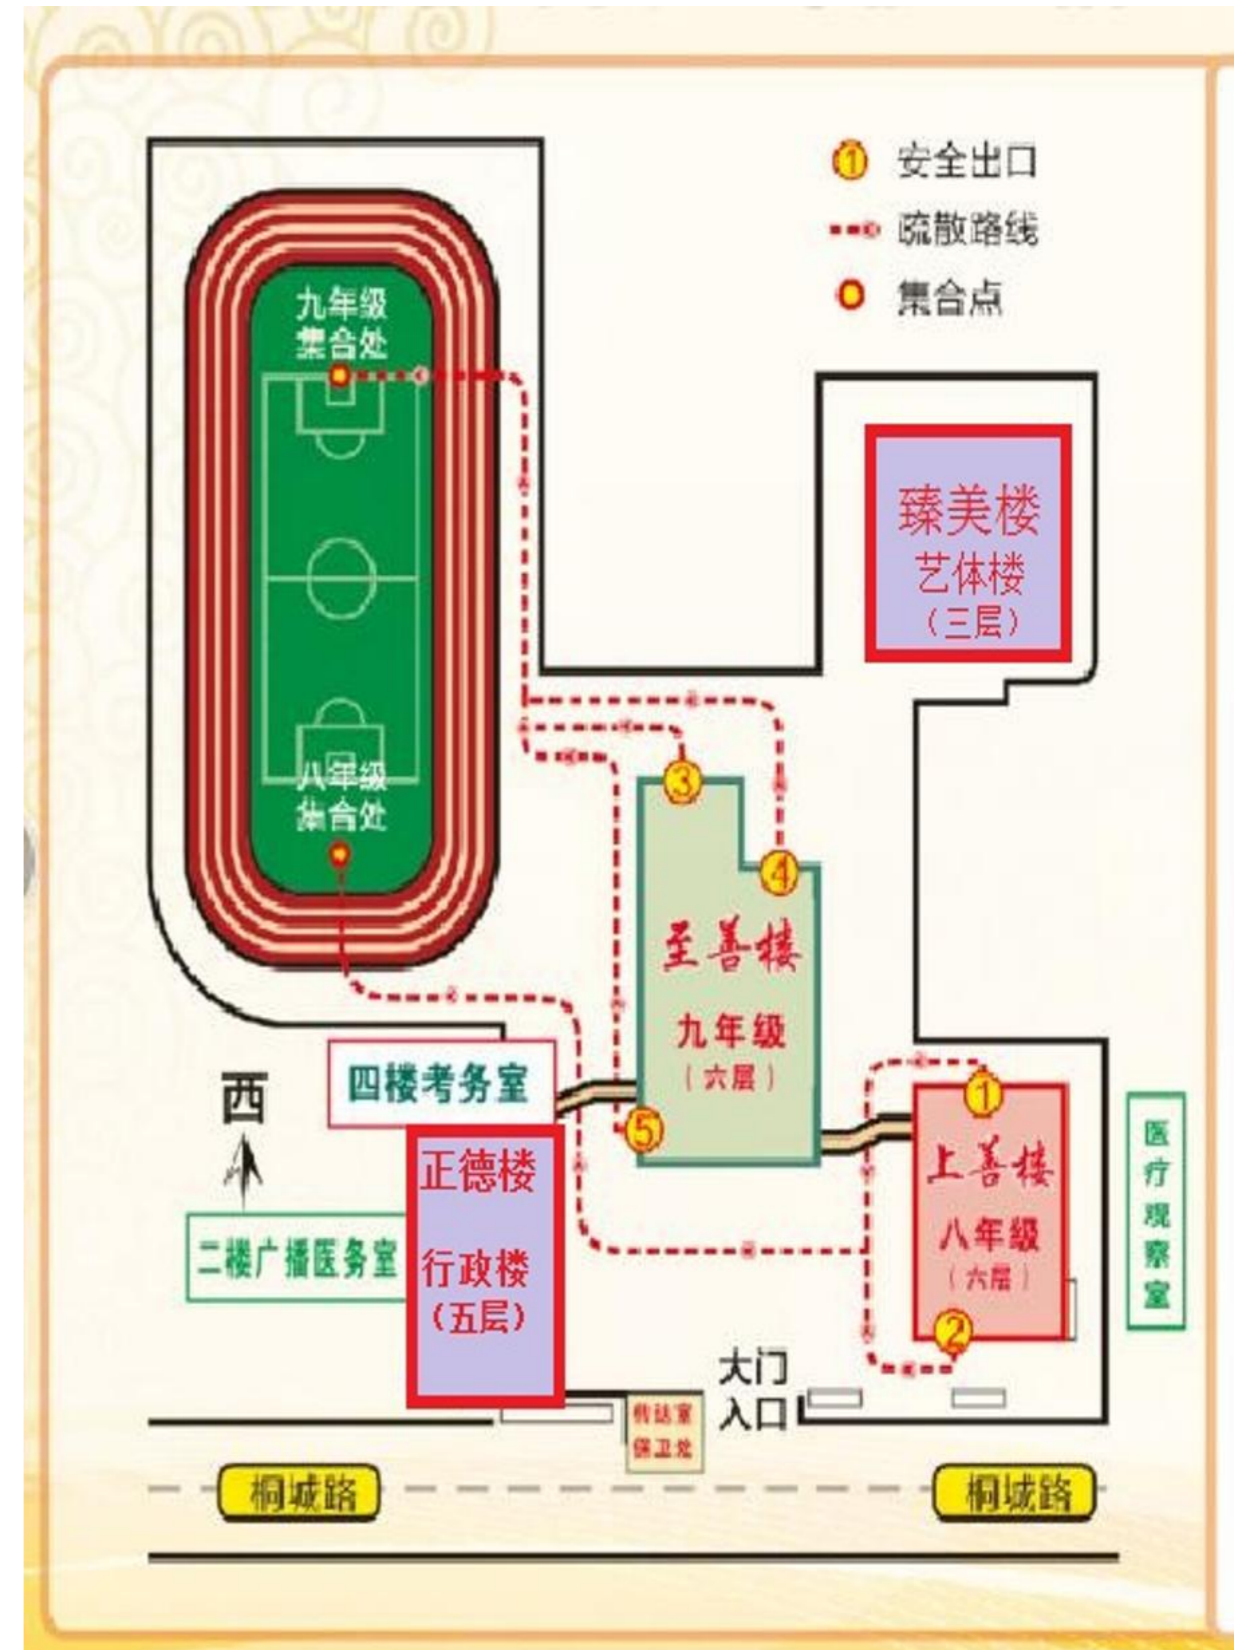 ① 安全出口
疏散路线
集合点
九年级
集合处
臻美楼
艺体楼
（三层）
八年级
集合处
③
④
至善楼
九年级
（六层）
西
四楼考务室
⑤
①
上善楼
八年级
（六层）
②
医疗观察室
正德楼
行政楼
（五层）
二楼广播医务室
大门
入口
传达室
保卫处
桐城路
桐城路